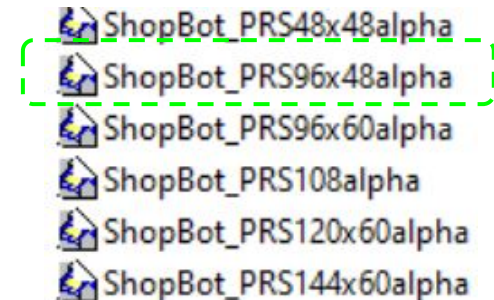 ShopBot_PRS48x48alpha
ShopBot_PRS96x48alpha
ShopBot_PRS96x60alpha
ShopBot_PRS108alpha
ShopBot_PRS120x60alpha
ShopBot_PRS144x60alpha